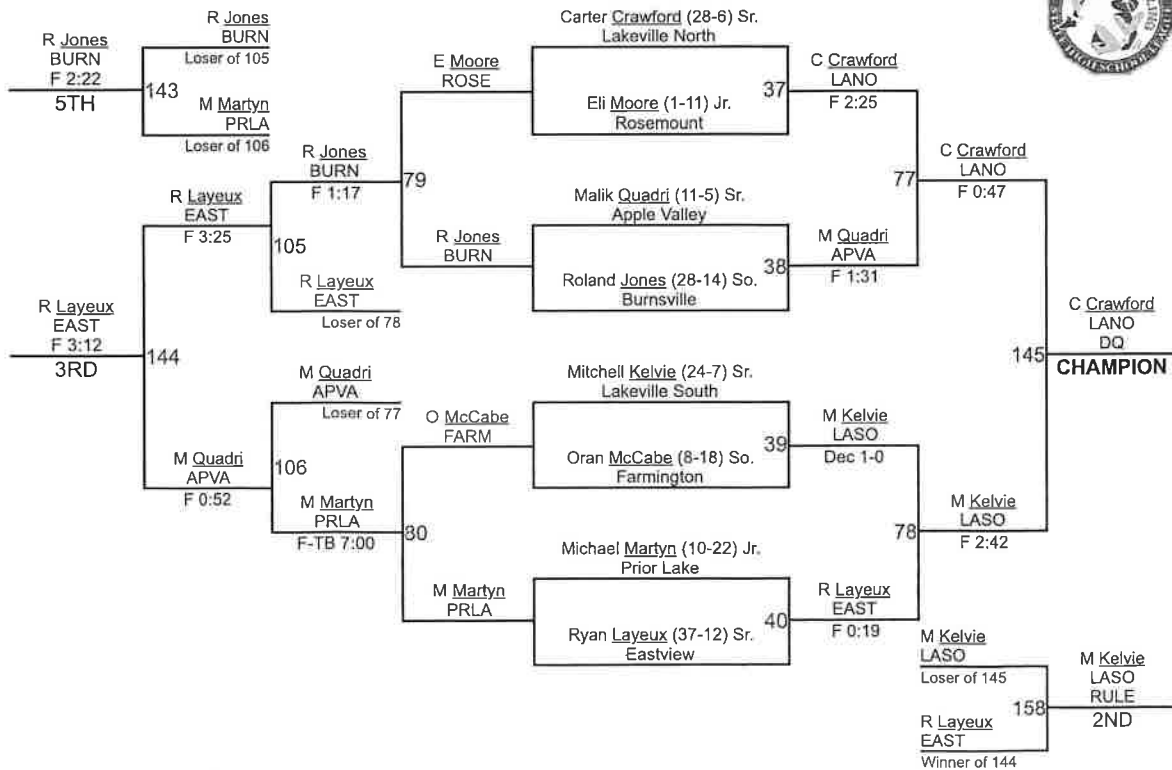 R Jones
BURN
F 2:22
5TH
R Jones
BURN
Loser of 105
143
M Martyn
PRLA
Loser of 106
R Layeux
EAST
F 3:12
3RD
144
R Layeux
EAST
F 3:25
R Jones
BURN
F 1:17
105
R Layeux
EAST
Loser of 78
M Quadri
APVA
F 0:52
M Quadri
APVA
Loser of 77
106
M Martyn
PRLA
F-TB 7:00
E Moore
ROSE
79
R Jones
BURN
O McCabe
FARM
80
M Martyn
PRLA
Carter Crawford (28-6) Sr.
Lakeville North
37
Eli Moore (1-11) Jr.
Rosemount
Malik Quadri (11-5) Sr.
Apple Valley
38
Roland Jones (28-14) So.
Burnsville
Mitchell Kelvie (24-7) Sr.
Lakeville South
39
Oran McCabe (8-18) So.
Farmington
Michael Martyn (10-22) Jr.
Prior Lake
40
Ryan Layeux (37-12) Sr.
Eastview
C Crawford
LANO
F 2:25
77
M Quadri
APVA
F 1:31
M Kelvie
LASO
Dec 1-0
78
R Layeux
EAST
F 0:19
C Crawford
LANO
F 0:47
145
M Kelvie
LASO
F 2:42
C Crawford
LANO
DQ
CHAMPION
M Kelvie
LASO
Loser of 145
158
R Layeux
EAST
Winner of 144
M Kelvie
LASO
RULE
2ND